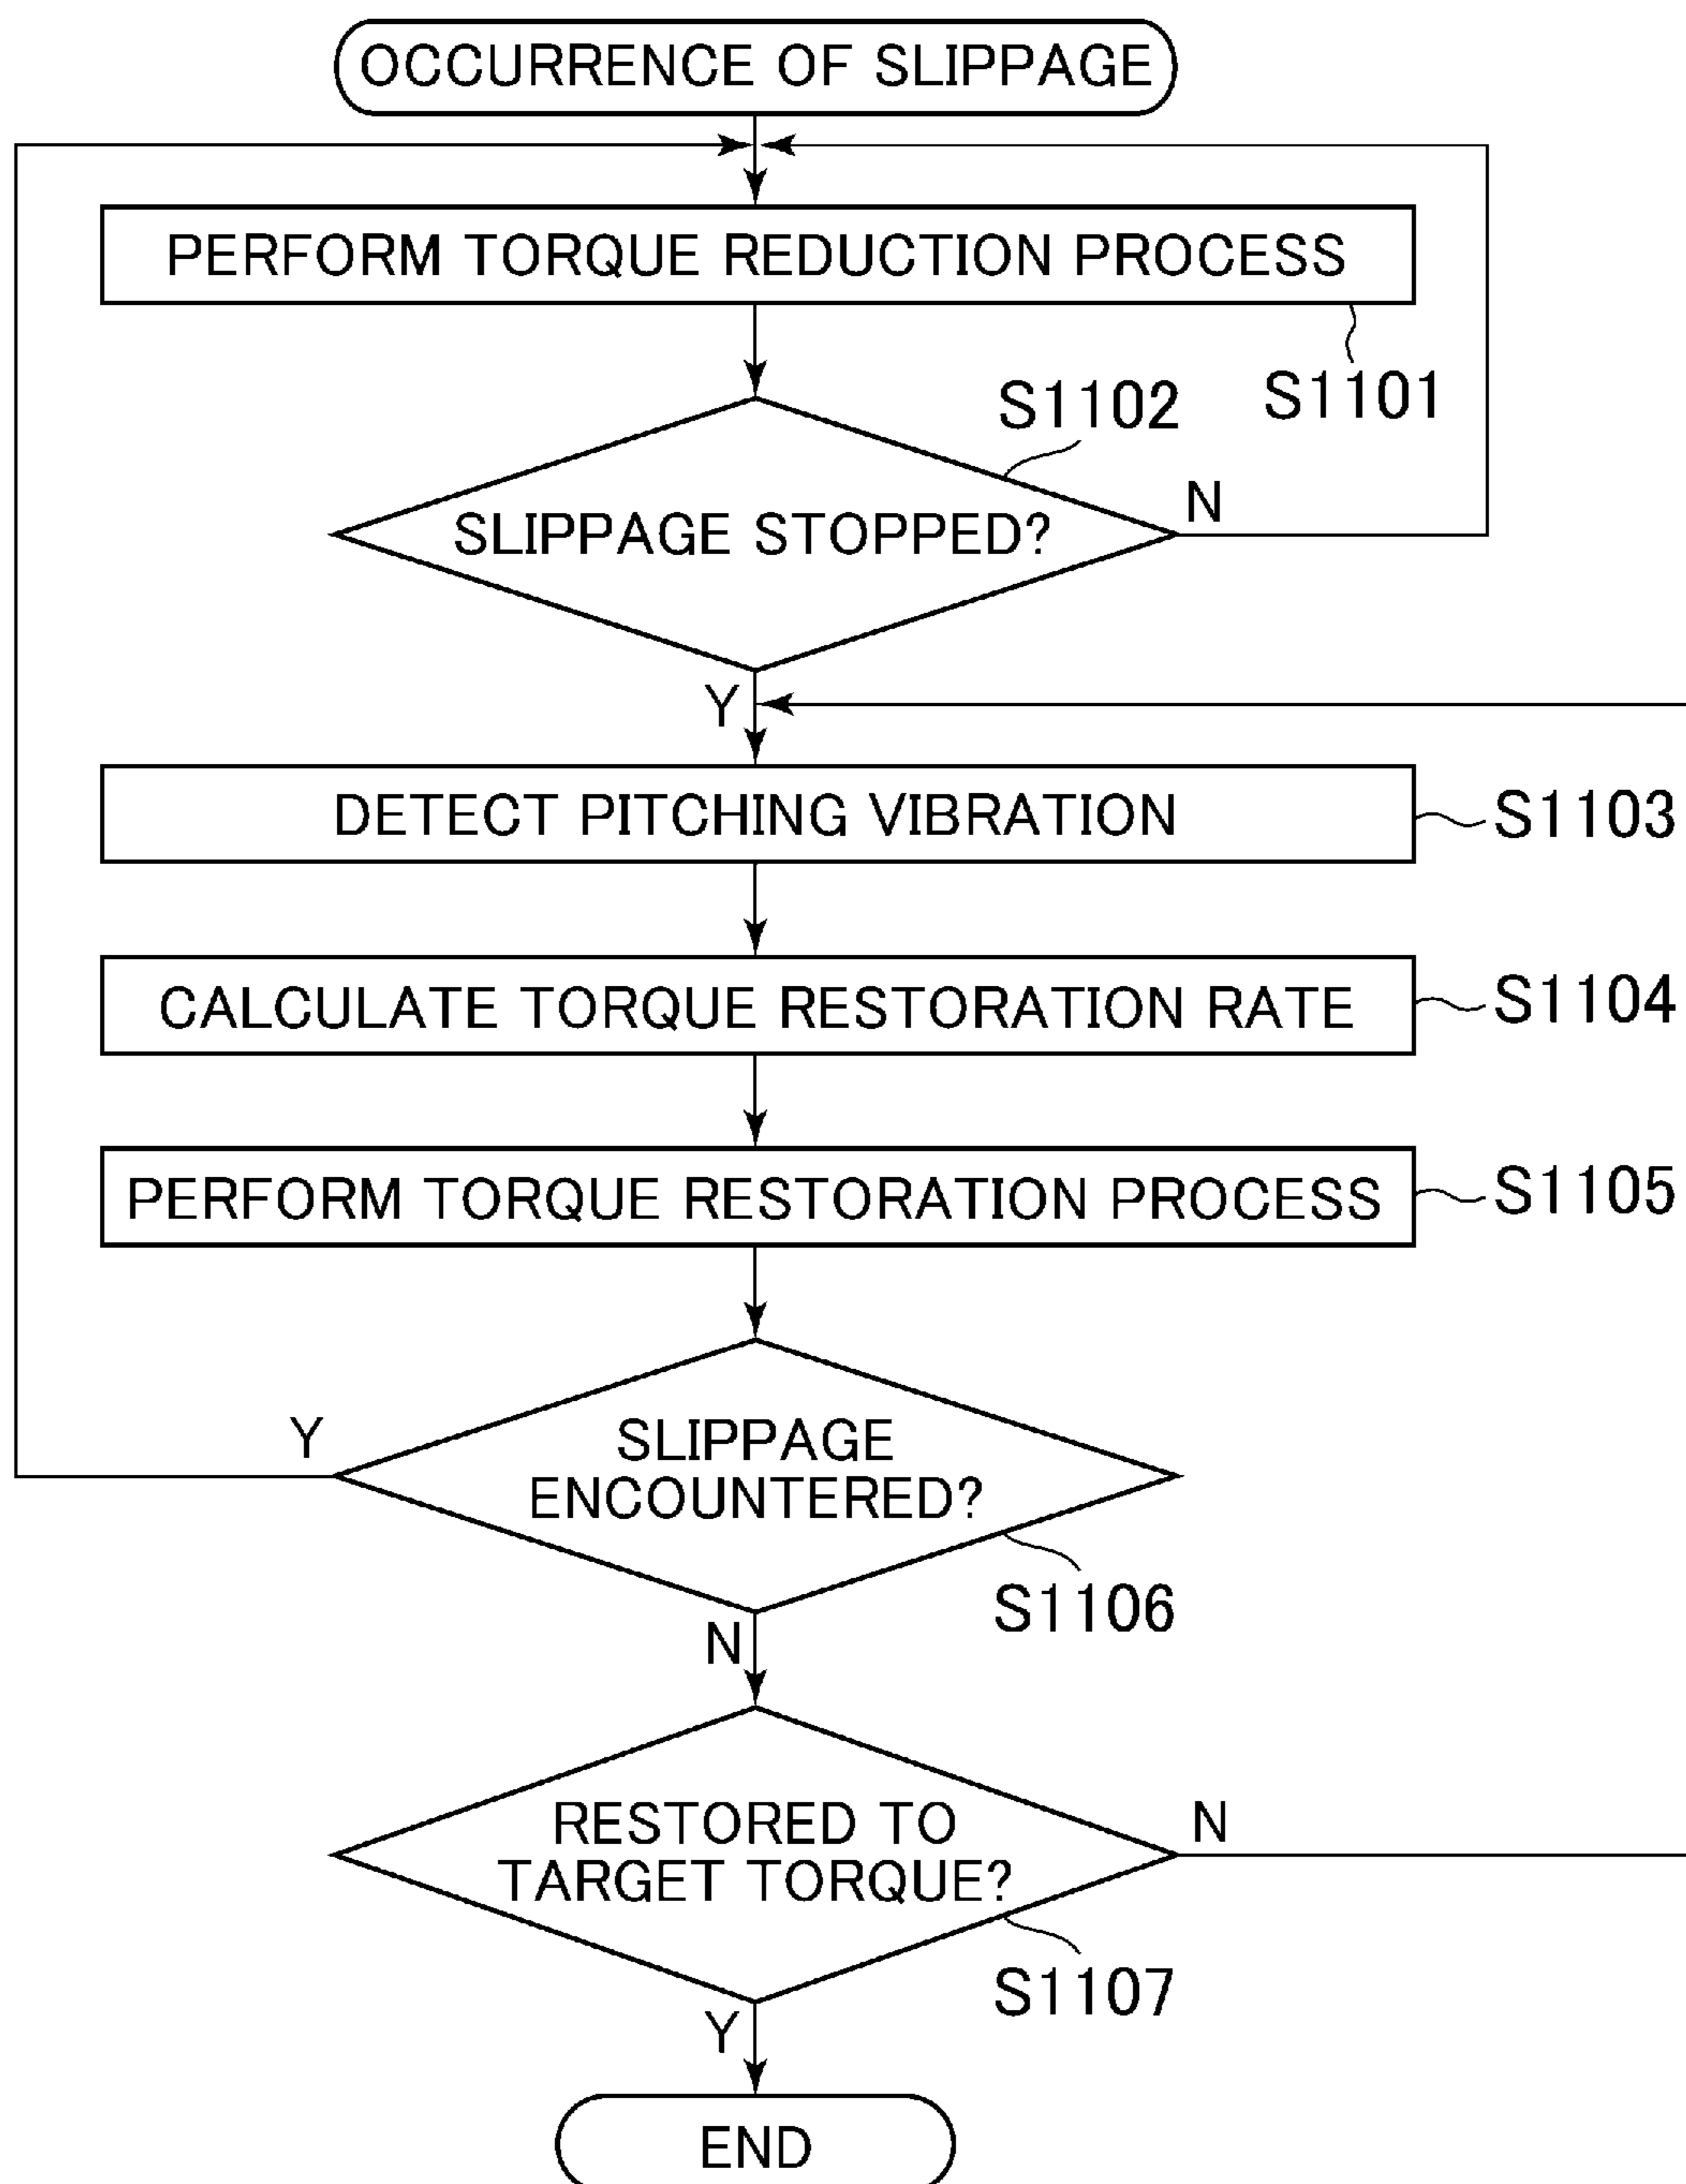 OCCURRENCE OF SLIPPAGE
PERFORM TORQUE REDUCTION PROCESS
S1101
S1102
SLIPPAGE STOPPED?
N
Y
DETECT PITCHING VIBRATION
S1103
CALCULATE TORQUE RESTORATION RATE
S1104
PERFORM TORQUE RESTORATION PROCESS
S1105
Y
SLIPPAGE
ENCOUNTERED?
S1106
N
RESTORED TO
TARGET TORQUE?
N
S1107
Y
END